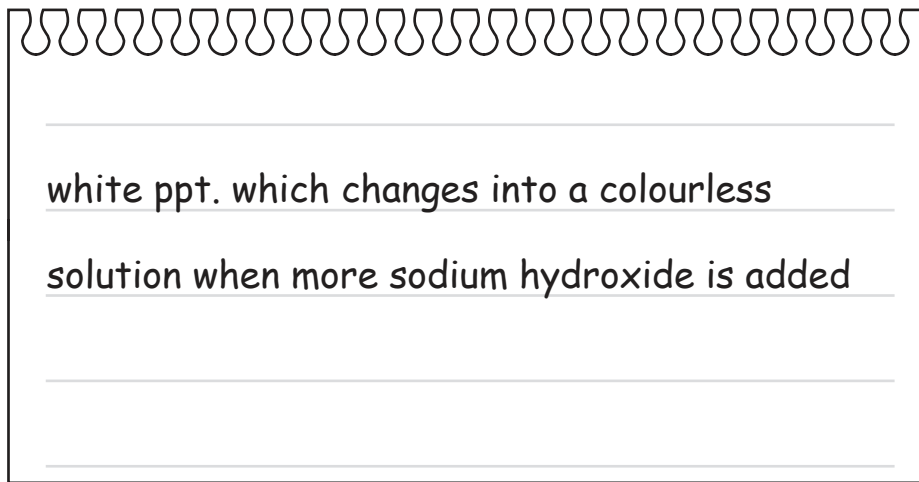 white ppt. which changes into a colourless
solution when more sodium hydroxide is added